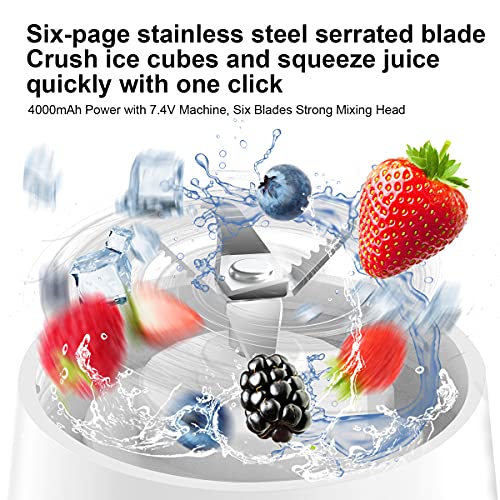 Six-page stainless steel serrated blade
Crush ice cubes and squeeze juice
quickly with one click
4000mAh Power with 7.4V Machine, Six Blades Strong Mixing Head